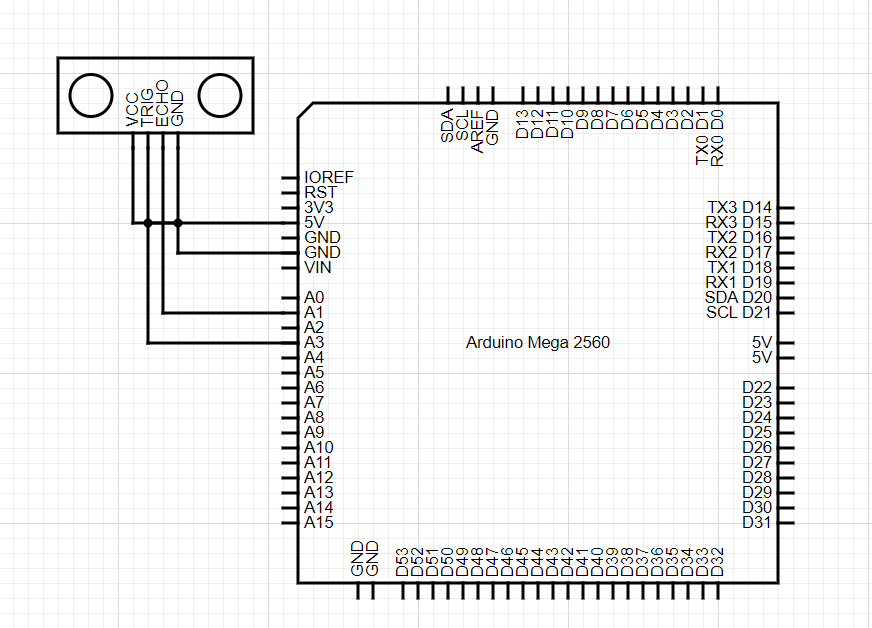 VCC
TRIG
ECHO
GND
SDA
SCL
AREF
GND
D13
D12
D11
D10
D9
D8
D7
D6
D5
D4
D3
D2
TX0 D1
RX0 D0
IOREF
RST
3V3
5V
GND
GND
VIN
A0
A1
A2
A3
A4
A5
A6
A7
A8
A9
A10
A11
A12
A13
A14
A15
Arduino Mega 2560
TX3 D14
RX3 D15
TX2 D16
RX2 D17
TX1 D18
RX1 D19
SDA D20
SCL D21
5V
5V
D22
D23
D24
D25
D26
D27
D28
D29
D30
D31
GND
GND
D53
D52
D51
D50
D49
D48
D47
D46
D45
D44
D43
D42
D41
D40
D39
D38
D37
D36
D35
D34
D33
D32